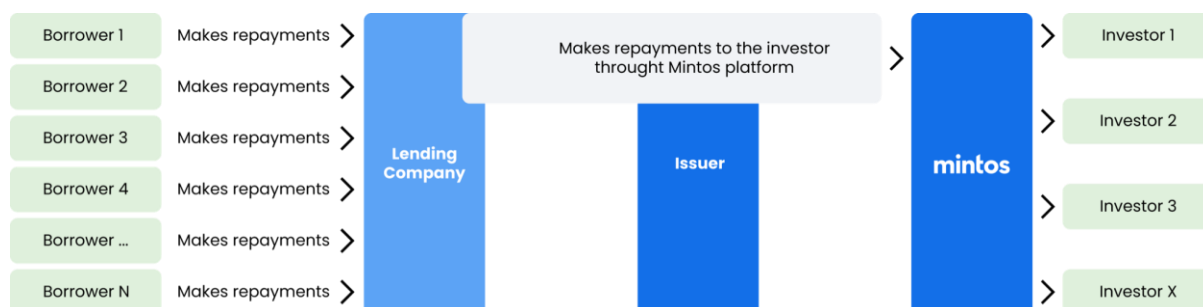 Borrower 1
Makes repayments
Borrower 2
Makes repayments
Borrower 3
Makes repayments
Borrower 4
Makes repayments
Borrower ...
Makes repayments
Borrower N
Makes repayments
Lending
Company
Makes repayments to the investor
throught Mintos platform
Issuer
mintos
Investor 1
Investor 2
Investor 3
Investor X